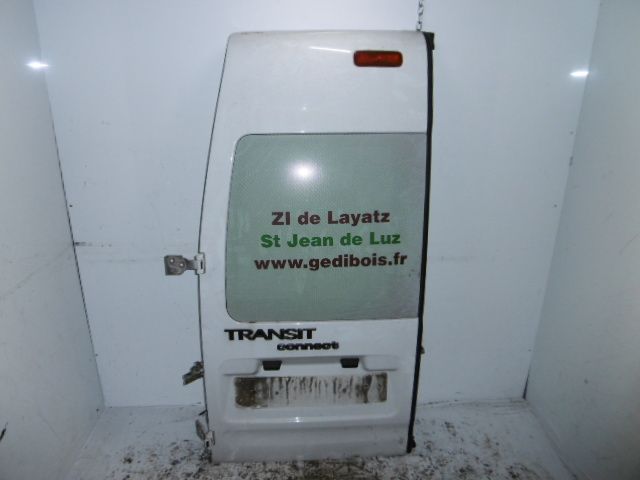 ZI de Layatz
St Jean de Luz
www.gedibois.fr
TRANSIT
connect